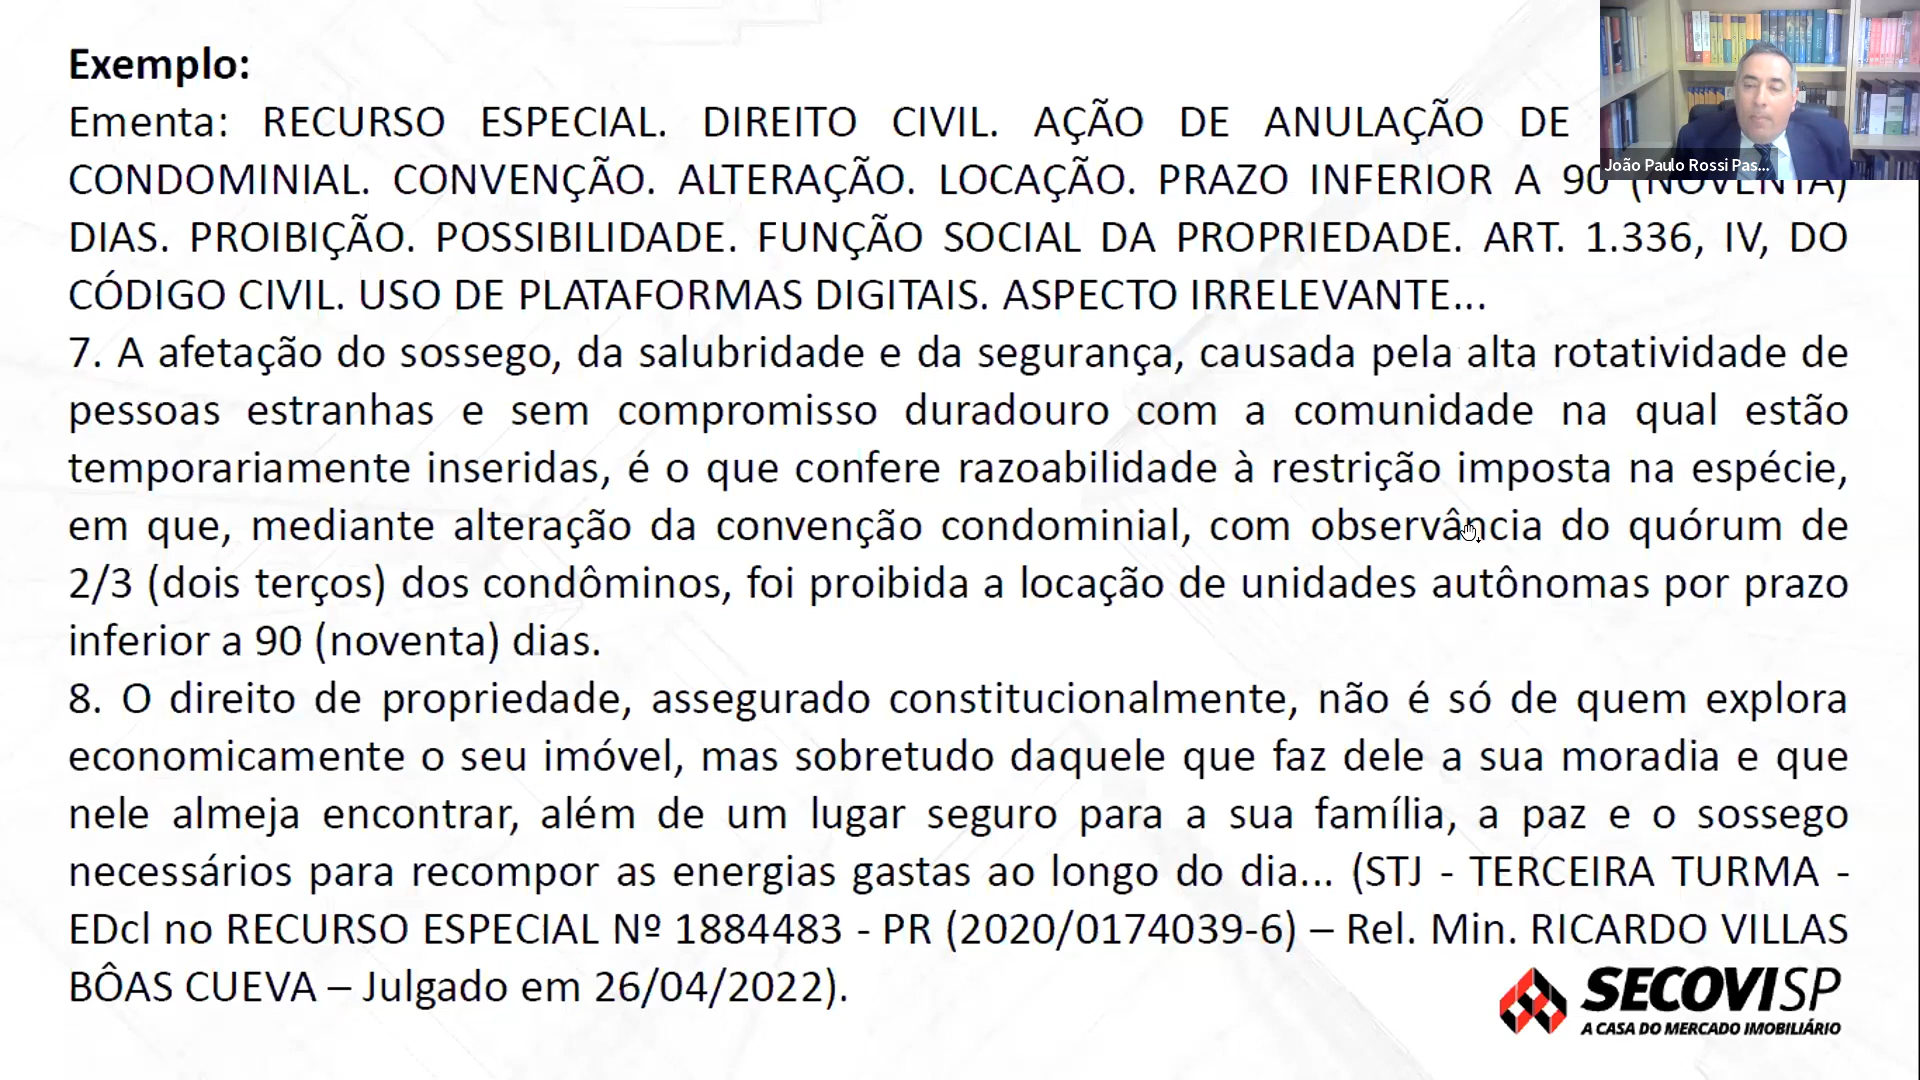 Exemplo:
Ementa: RECURSO ESPECIAL. DIREITO CIVIL. AÇÃO DE ANULAÇÃO DE
João Paulo Rossi Pas...
CONDOMINIAL. CONVENÇÃO. ALTERAÇÃO. LOCAÇÃO. PRAZO INFERIOR A 90 (NOVENTA)
DIAS. PROIBIÇÃO. POSSIBILIDADE. FUNÇÃO SOCIAL DA PROPRIEDADE. ART. 1.336, IV, DO
CÓDIGO CIVIL. USO DE PLATAFORMAS DIGITAIS. ASPECTO IRRELEVANTE...
7. A afetação do sossego, da salubridade e da segurança, causada pela alta rotatividade de
pessoas estranhas e sem compromisso duradouro com a comunidade na qual estão
temporariamente inseridas, é o que confere razoabilidade à restrição imposta na espécie,
em que, mediante alteração da convenção condominial, com observância do quórum de
2/3 (dois terços) dos condôminos, foi proibida a locação de unidades autônomas por prazo
inferior a 90 (noventa) dias.
8. O direito de propriedade, assegurado constitucionalmente, não é só de quem explora
economicamente o seu imóvel, mas sobretudo daquele que faz dele a sua moradia e que
nele almeja encontrar, além de um lugar seguro para a sua família, a paz e o sossego
necessários para recompor as energias gastas ao longo do dia... (STJ - TERCEIRA TURMA -
EDcl no RECURSO ESPECIAL Nº 1884483 - PR (2020/0174039-6) – Rel. Min. RICARDO VILLAS
BÔAS CUEVA – Julgado em 26/04/2022).
SECOVI SP
A CASA DO MERCADO IMOBILIÁRIO